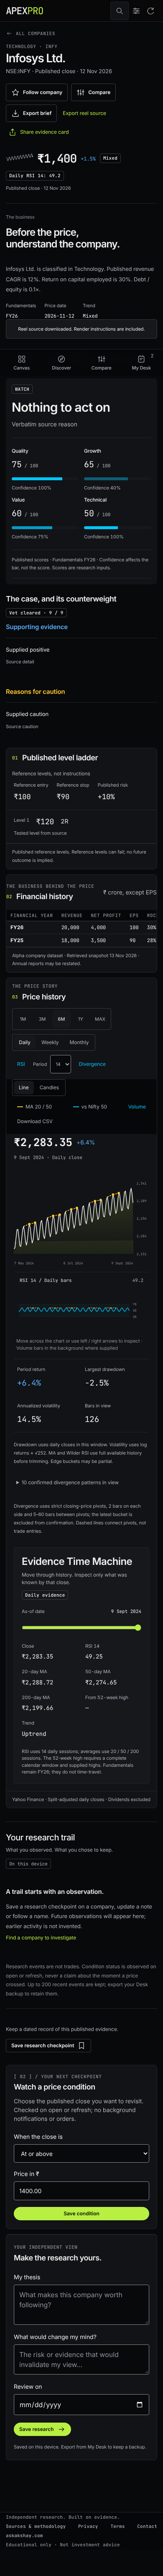 APEXPRO
← ALL COMPANIES
TECHNOLOGY · INFY
Infosys Ltd.
NSE:INFY · Published close · 12 Nov 2026
Follow company
Compare
Export brief
Export reel source
Share evidence card
₹1,400 +1.5% Mixed
Daily RSI 14: 49.2
Published close · 12 Nov 2026
The business
Before the price,
understand the company.
Infosys Ltd. is classified in Technology. Published revenue
CAGR is 12%. Return on capital employed is 30%. Debt /
equity is 0.1×.
Fundamentals Price date Trend
FY26 2026-11-12 Mixed
Reel source downloaded. Render instructions are included.
Canvas Discover Compare My Desk 2
WATCH
Nothing to act on
Verbatim source reason
Quality Growth
75 / 100 65 / 100
Confidence 100% Confidence 40%
Value Technical
60 / 100 50 / 100
Confidence 75% Confidence 100%
Published scores · Fundamentals FY26 · Confidence affects the
bar, not the score. Scores are research inputs.
The case, and its counterweight
Not cleared · 9 / 9
Supporting evidence
Supplied positive
Source detail
Reasons for caution
Supplied caution
Source caution
01 Published level ladder
Reference levels, not instructions
Reference entry Reference stop Published risk
₹100 ₹90 +10%
Level 1 ₹120 2R
Tested level from source
Published reference levels. Reference levels can fail; no future
outcome is implied.
THE BUSINESS BEHIND THE PRICE
02 Financial history
₹ crore, except EPS
FINANCIAL YEAR REVENUE NET PROFIT EPS ROC
FY26 20,000 4,000 100 30%
FY25 18,000 3,500 90 28%
Alpha company dataset · Retrieved snapshot 13 Nov 2026 ·
Annual reports may be restated.
THE PRICE STORY
03 Price history
1M 3M 6M 1Y MAX
Daily Weekly Monthly
RSI Period 14 Divergence
Line Candles
MA 20 / 50 vs Nifty 50 Volume
Download CSV
₹2,283.35 +6.4%
9 Sept 2024 · Daily close
RSI 14 / Daily bars 49.2
Move across the chart or use left / right arrows to inspect ·
Volume bars in the background where supplied
Period return Largest drawdown
+6.4% -2.5%
Annualized volatility Bars in view
14.5% 126
Drawdown uses daily closes in this window. Volatility uses log
returns × √252. MA and Wilder RSI use full available history
before trimming. Edge buckets may be partial.
▶ 10 confirmed divergence patterns in view
Divergence uses strict closing-price pivots, 2 bars on each
side and 5–60 bars between pivots; the latest bucket is
excluded from confirmation. Dashed lines connect pivots, not
trade entries.
Evidence Time Machine
Move through history. Inspect only what was
known by that close.
Daily evidence
As-of date 9 Sept 2024
Close RSI 14
₹2,283.35 49.25
20-day MA 50-day MA
₹2,288.72 ₹2,274.65
200-day MA From 52-week high
₹2,199.66 —
Trend
Uptrend
RSI uses 14 daily sessions; averages use 20 / 50 / 200
sessions. The 52-week high requires a complete
calendar window and supplied highs. Fundamentals
remain FY26; they do not time-travel.
Yahoo Finance · Split-adjusted daily closes · Dividends excluded
Your research trail
What you observed. What you chose to keep.
On this device
A trail starts with an observation.
Save a research checkpoint on a company, update a note
or export a picture. Future observations will appear here;
earlier activity is not invented.
Find a company to investigate
Research events are not trades. Condition status is observed on
open or refresh, never a claim about the moment a price
crossed. Up to 200 recent events are kept; export your Desk
backup to retain them.
Keep a dated record of this published evidence.
Save research checkpoint
[ 02 ] / YOUR NEXT CHECKPOINT
Watch a price condition
Choose the published close you want to revisit.
Checked on open or refresh; no background
notifications or orders.
When the close is
At or above
Price in ₹
1400.00
Save condition
YOUR INDEPENDENT VIEW
Make the research yours.
My thesis
What makes this company worth
following?
What would change my mind?
The risk or evidence that would
invalidate my view...
Review on
mm/dd/yyyy
Save research →
Saved on this device. Export from My Desk to keep a backup.
Independent research. Built on evidence.
Sources & methodology Privacy Terms Contact
askakshay.com
Educational only · Not investment advice